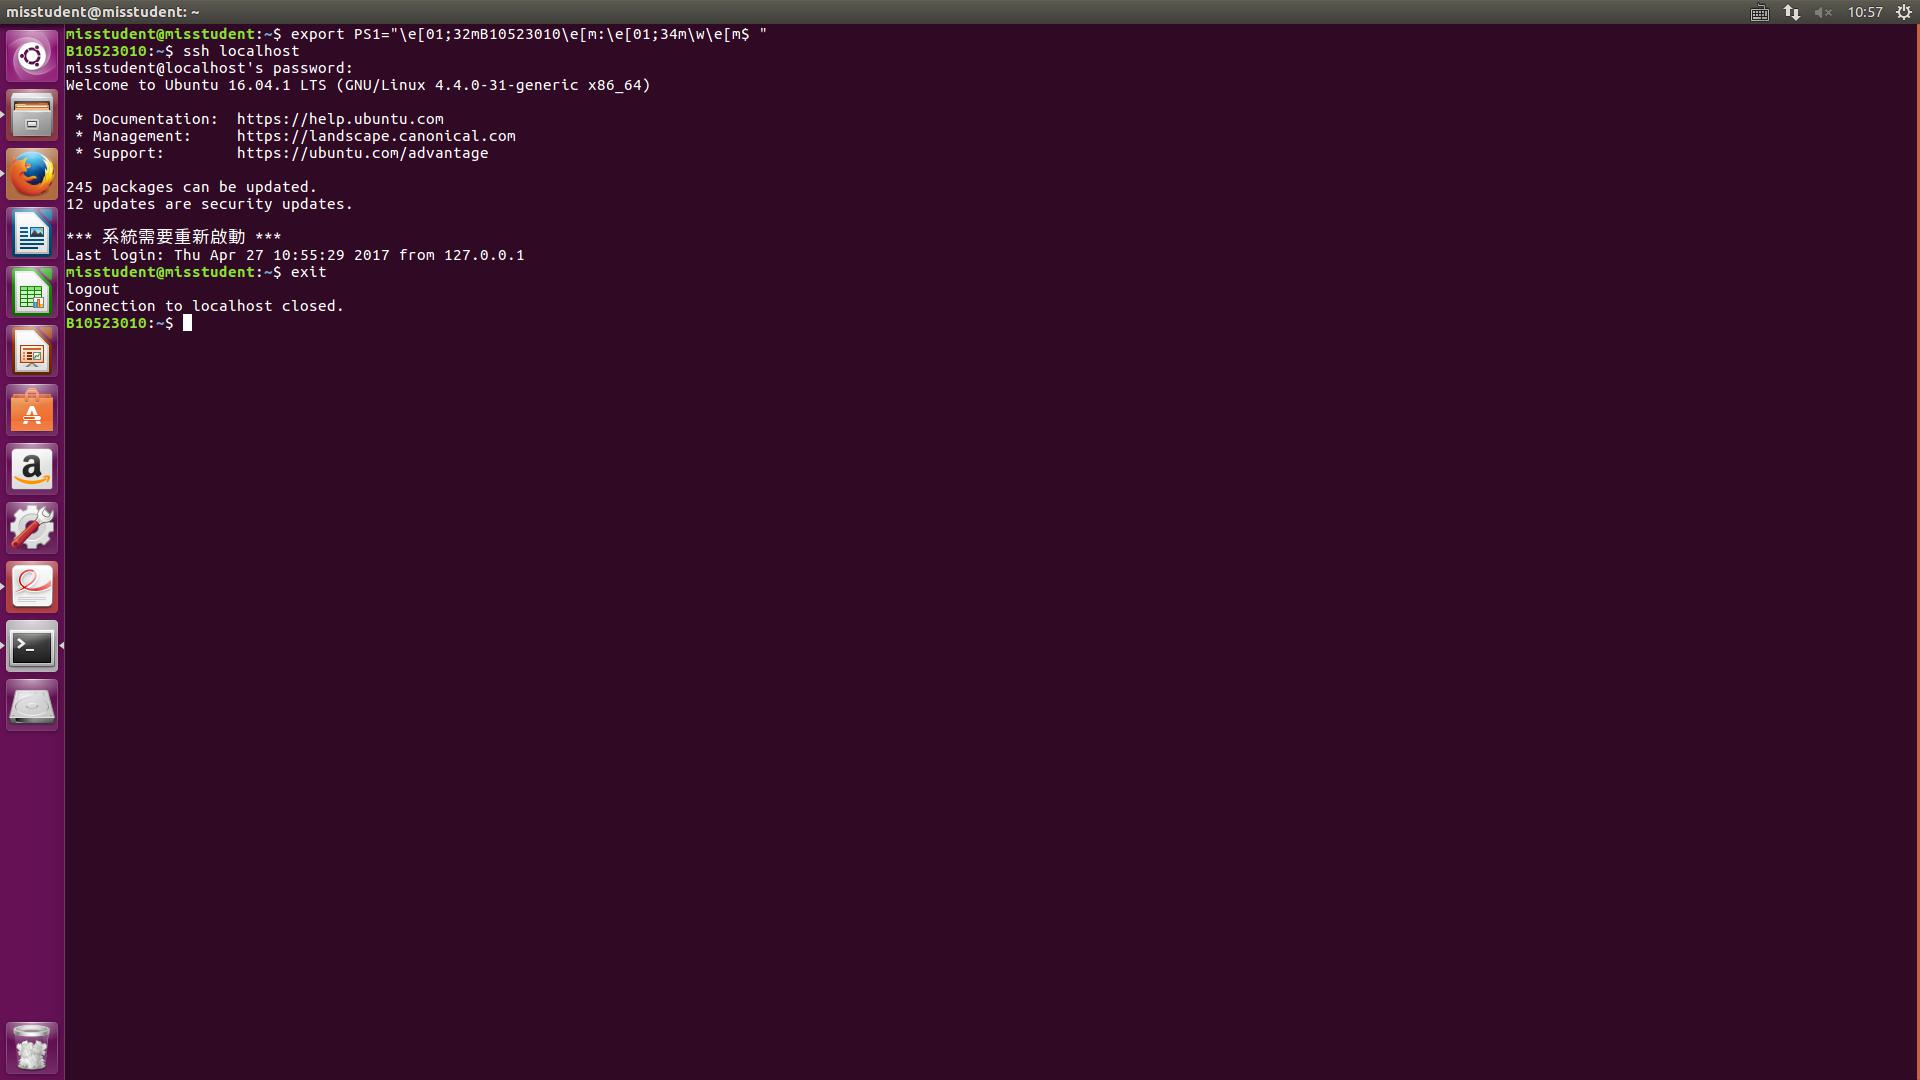 misstudent@misstudent: ~
10:57
misstudent@misstudent:~$ export PS1="\e[01;32mB10523010\e[m:\e[01;34m\w\e[m$ "
B10523010:~$ ssh localhost
misstudent@localhost's password:
Welcome to Ubuntu 16.04.1 LTS (GNU/Linux 4.4.0-31-generic x86_64)
* Documentation:  https://help.ubuntu.com
* Management:     https://landscape.canonical.com
* Support:        https://ubuntu.com/advantage
245 packages can be updated.
12 updates are security updates.
*** 系統需要重新啟動 ***
Last login: Thu Apr 27 10:55:29 2017 from 127.0.0.1
misstudent@misstudent:~$ exit
logout
Connection to localhost closed.
B10523010:~$